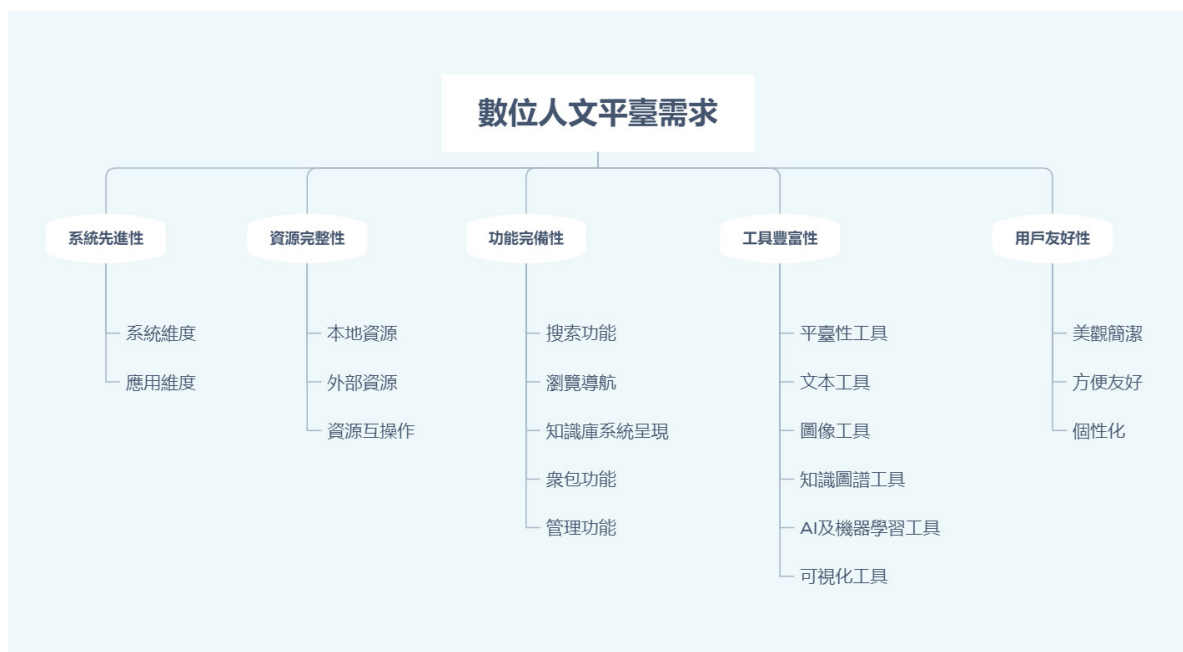 數位人文平臺需求
系統先進性
系統維度
應用維度
資源完整性
本地資源
外部資源
資源互操作
功能完備性
搜索功能
瀏覽導航
知識庫系統呈現
衆包功能
管理功能
工具豐富性
平臺性工具
文本工具
圖像工具
知識圖譜工具
AI及機器學習工具
可視化工具
用戶友好性
美觀簡潔
方便友好
個性化